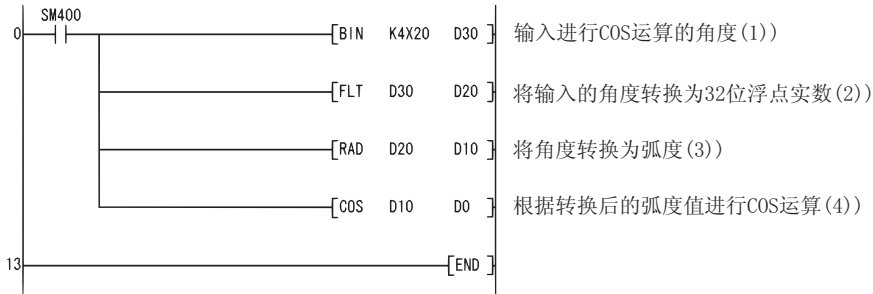 SM400
0 BIN K4X20 D30 输入进行COS运算的角度(1))
FLT D30 D20 将输入的角度转换为32位浮点实数(2))
RAD D20 D10 将角度转换为弧度(3))
COS D10 D0 根据转换后的弧度值进行COS运算(4))
13 END